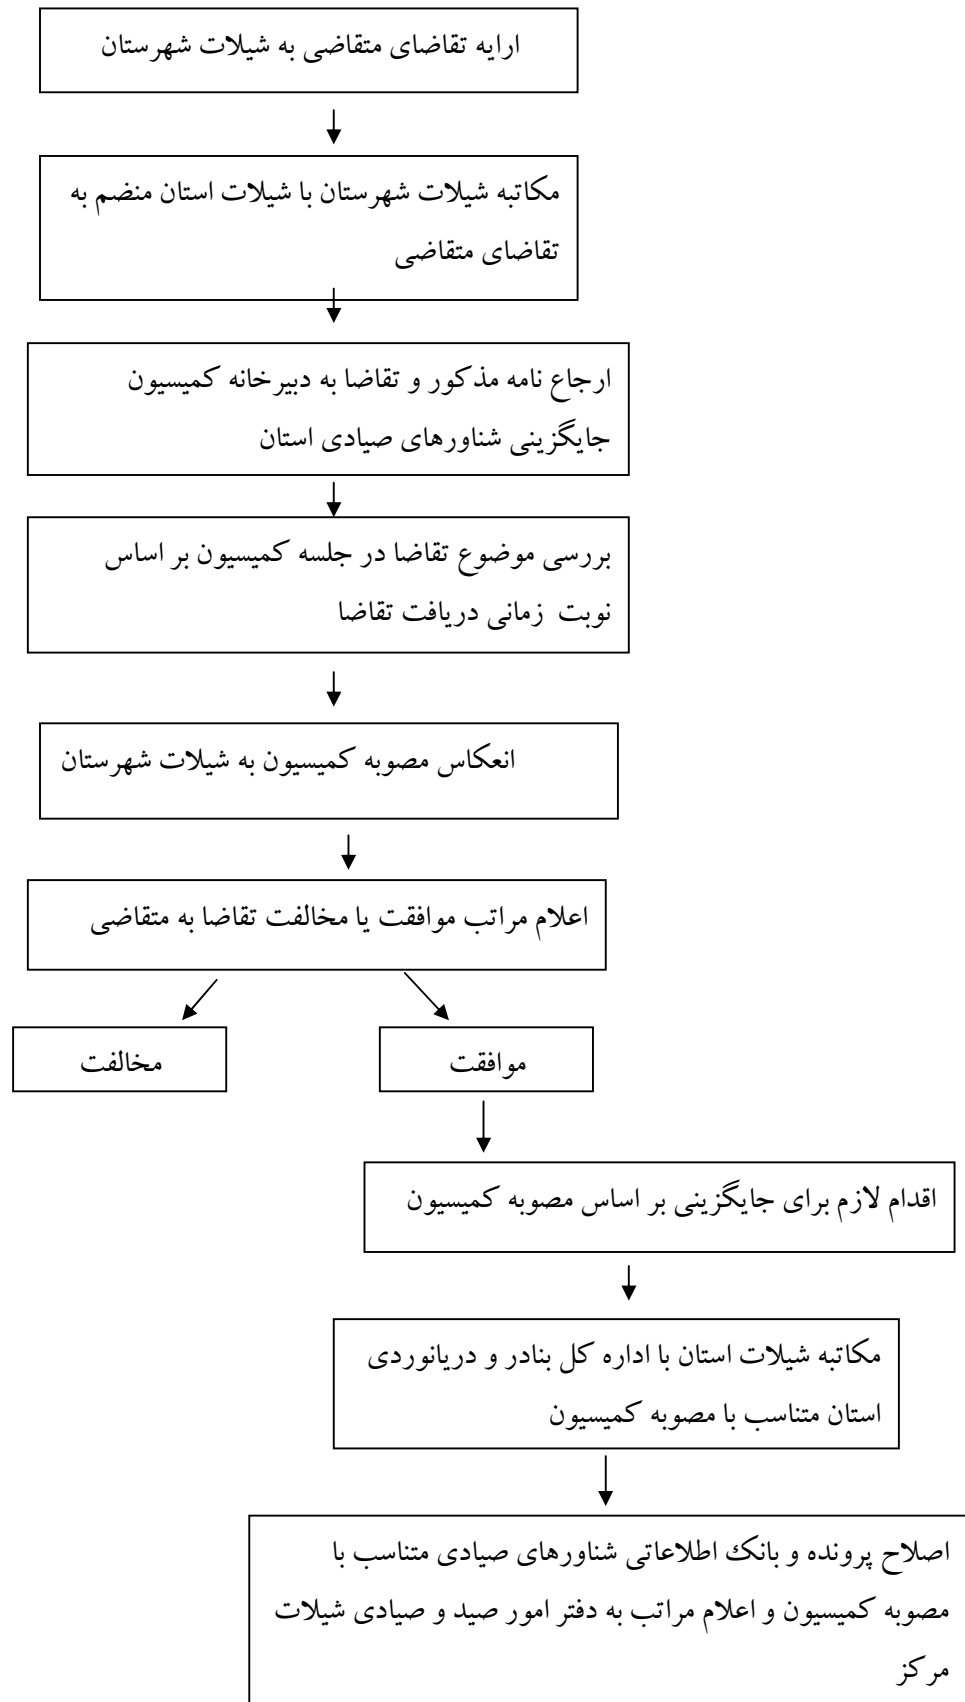 ارایه تقاضای متقاضی به شیلات شهرستان
مکاتبه شیلات شهرستان با شیلات استان منضم به
تقاضای متقاضی
ارجاع نامه مذکور و تقاضا به دبیرخانه کمیسیون
جایگزینی شناورهای صیادی استان
بررسی موضوع تقاضا در جلسه کمیسیون بر اساس
نوبت زمانی دریافت تقاضا
انعکاس مصوبه کمیسیون به شیلات شهرستان
اعلام مراتب موافقت یا مخالفت تقاضا به متقاضی
موافقت
مخالفت
اقدام لازم برای جایگزینی بر اساس مصوبه کمیسیون
مکاتبه شیلات استان با اداره کل بنادر و دریانوردی
استان متناسب با مصوبه کمیسیون
اصلاح پرونده و بانک اطلاعاتی شناورهای صیادی متناسب با
مصوبه کمیسیون و اعلام مراتب به دفتر امور صید و صیادی شیلات
مرکز